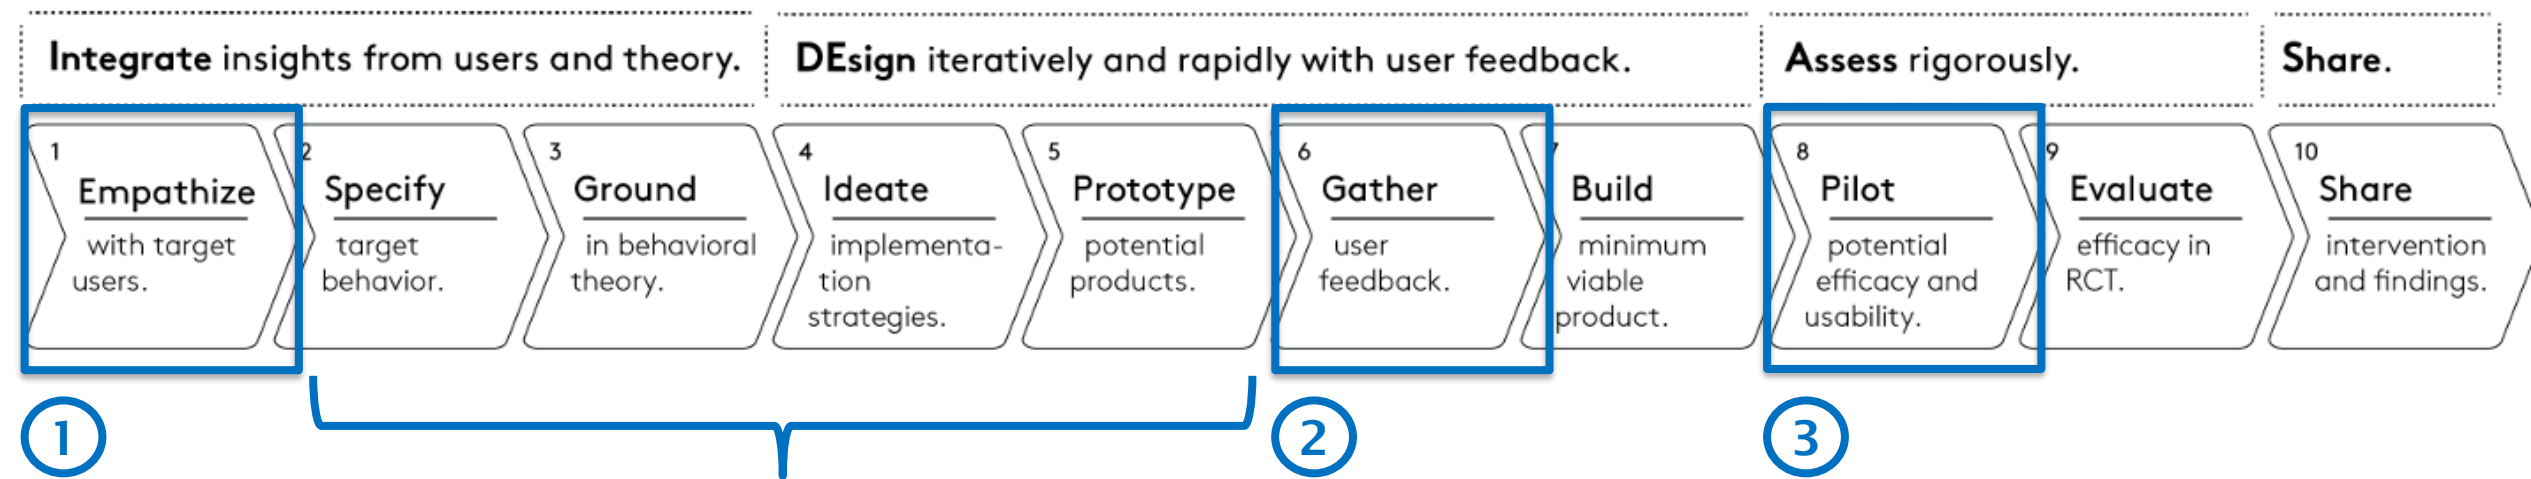 Integrate insights from users and theory.
DEsign iteratively and rapidly with user feedback.
Assess rigorously.
Share.
1
Empathize
with target
users.
2
Specify
target
behavior.
3
Ground
in behavioral
theory.
4
Ideate
implementa-
tion
strategies.
5
Prototype
potential
products.
6
Gather
user
feedback.
7
Build
minimum
viable
product.
8
Pilot
potential
efficacy and
usability.
9
Evaluate
efficacy in
RCT.
10
Share
intervention
and findings.
1
2
3